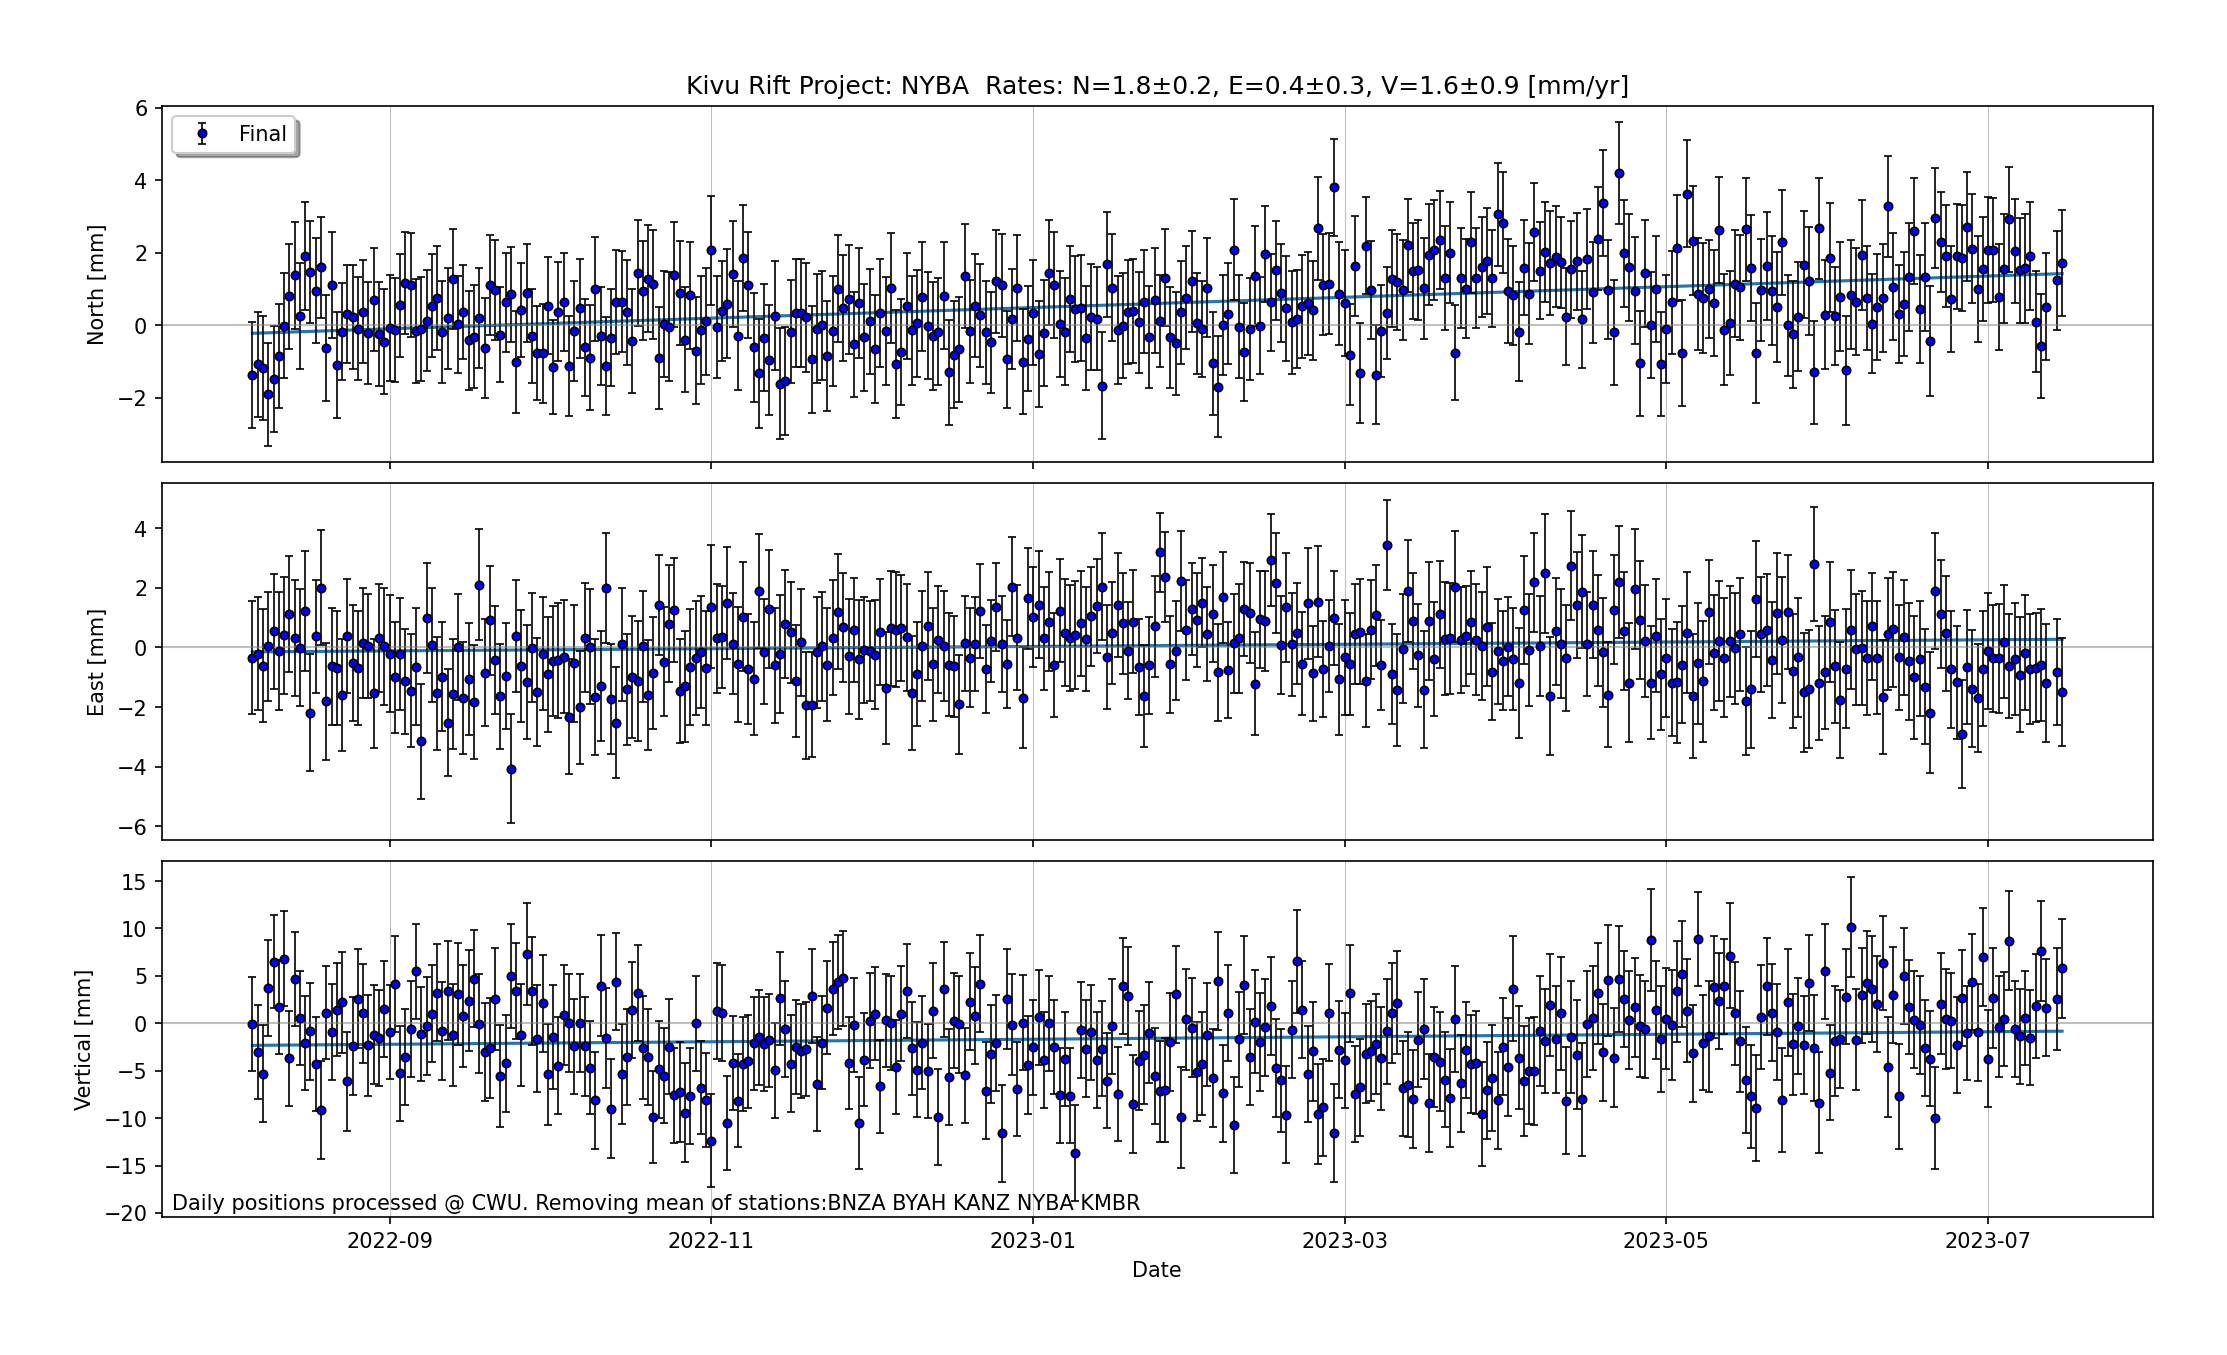 Kivu Rift Project: NYBA  Rates: N=1.8±0.2, E=0.4±0.3, V=1.6±0.9 [mm/yr]
Final
North [mm]
6
4
2
0
−2
East [mm]
4
2
0
−2
−4
−6
Vertical [mm]
15
10
5
0
−5
−10
−15
−20
Daily positions processed @ CWU. Removing mean of stations:BNZA BYAH KANZ NYBA KMBR
2022-09 2022-11 2023-01 2023-03 2023-05 2023-07
Date